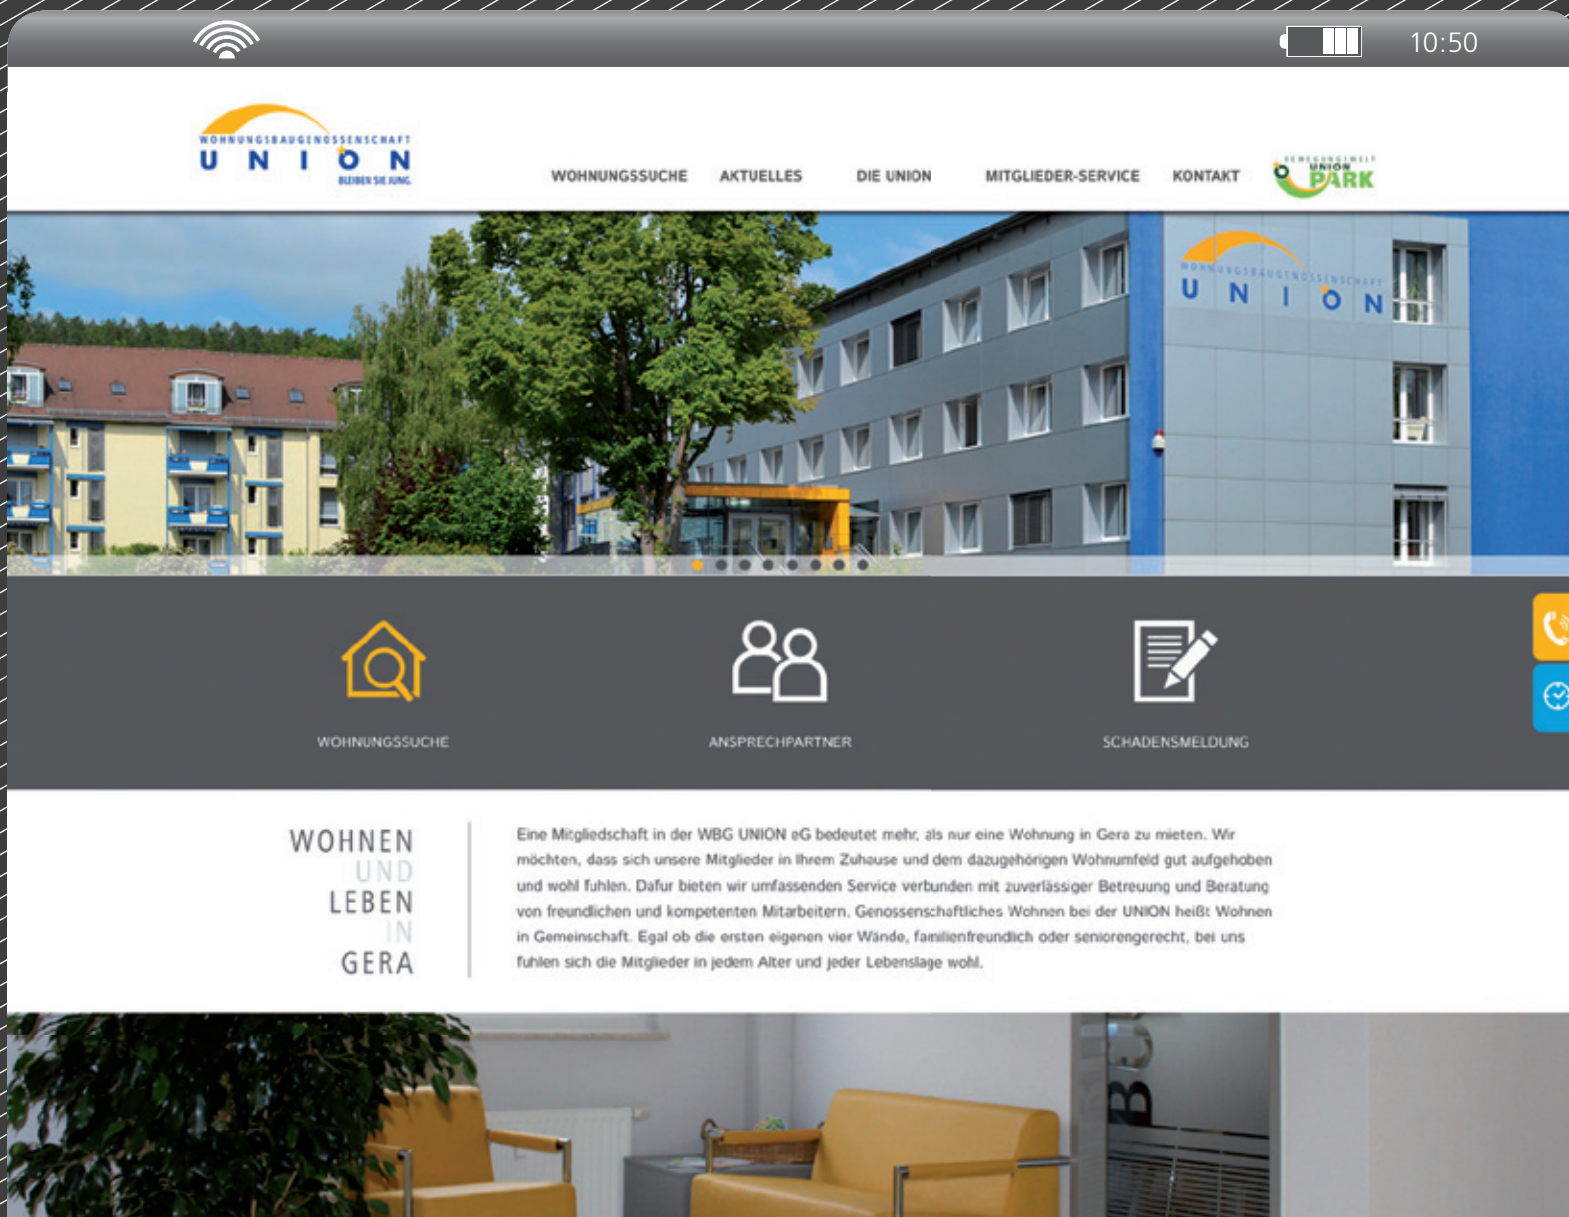 10:50
WOHNUNGSBAUGENOSSENSCHAFT
UNION
BLEIBEN SIE JUNG.
WOHNUNGSSUCHE AKTUELLES DIE UNION MITGLIEDER-SERVICE KONTAKT
BEWEGUNGSWELT
UNION
PARK
WOHNUNGSBAUGENOSSENSCHAFT
UNION
WOHNUNGSSUCHE ANSPRECHPARTNER SCHADENSMELDUNG
WOHNEN
UND
LEBEN
IN
GERA
Eine Mitgliedschaft in der WBG UNION eG bedeutet mehr, als nur eine Wohnung in Gera zu mieten. Wir
möchten, dass sich unsere Mitglieder in Ihrem Zuhause und dem dazugehörigen Wohnumfeld gut aufgehoben
und wohl fuhlen. Dafur bieten wir umfassenden Service verbunden mit zuverlässiger Betreuung und Beratung
von freundlichen und kompetenten Mitarbeitern. Genossenschaftliches Wohnen bei der UNION heißt Wohnen
in Gemeinschaft. Egal ob die ersten eigenen vier Wände, familienfreundlich oder seniorengerecht, bei uns
fuhlen sich die Mitglieder in jedem Alter und jeder Lebenslage wohl.